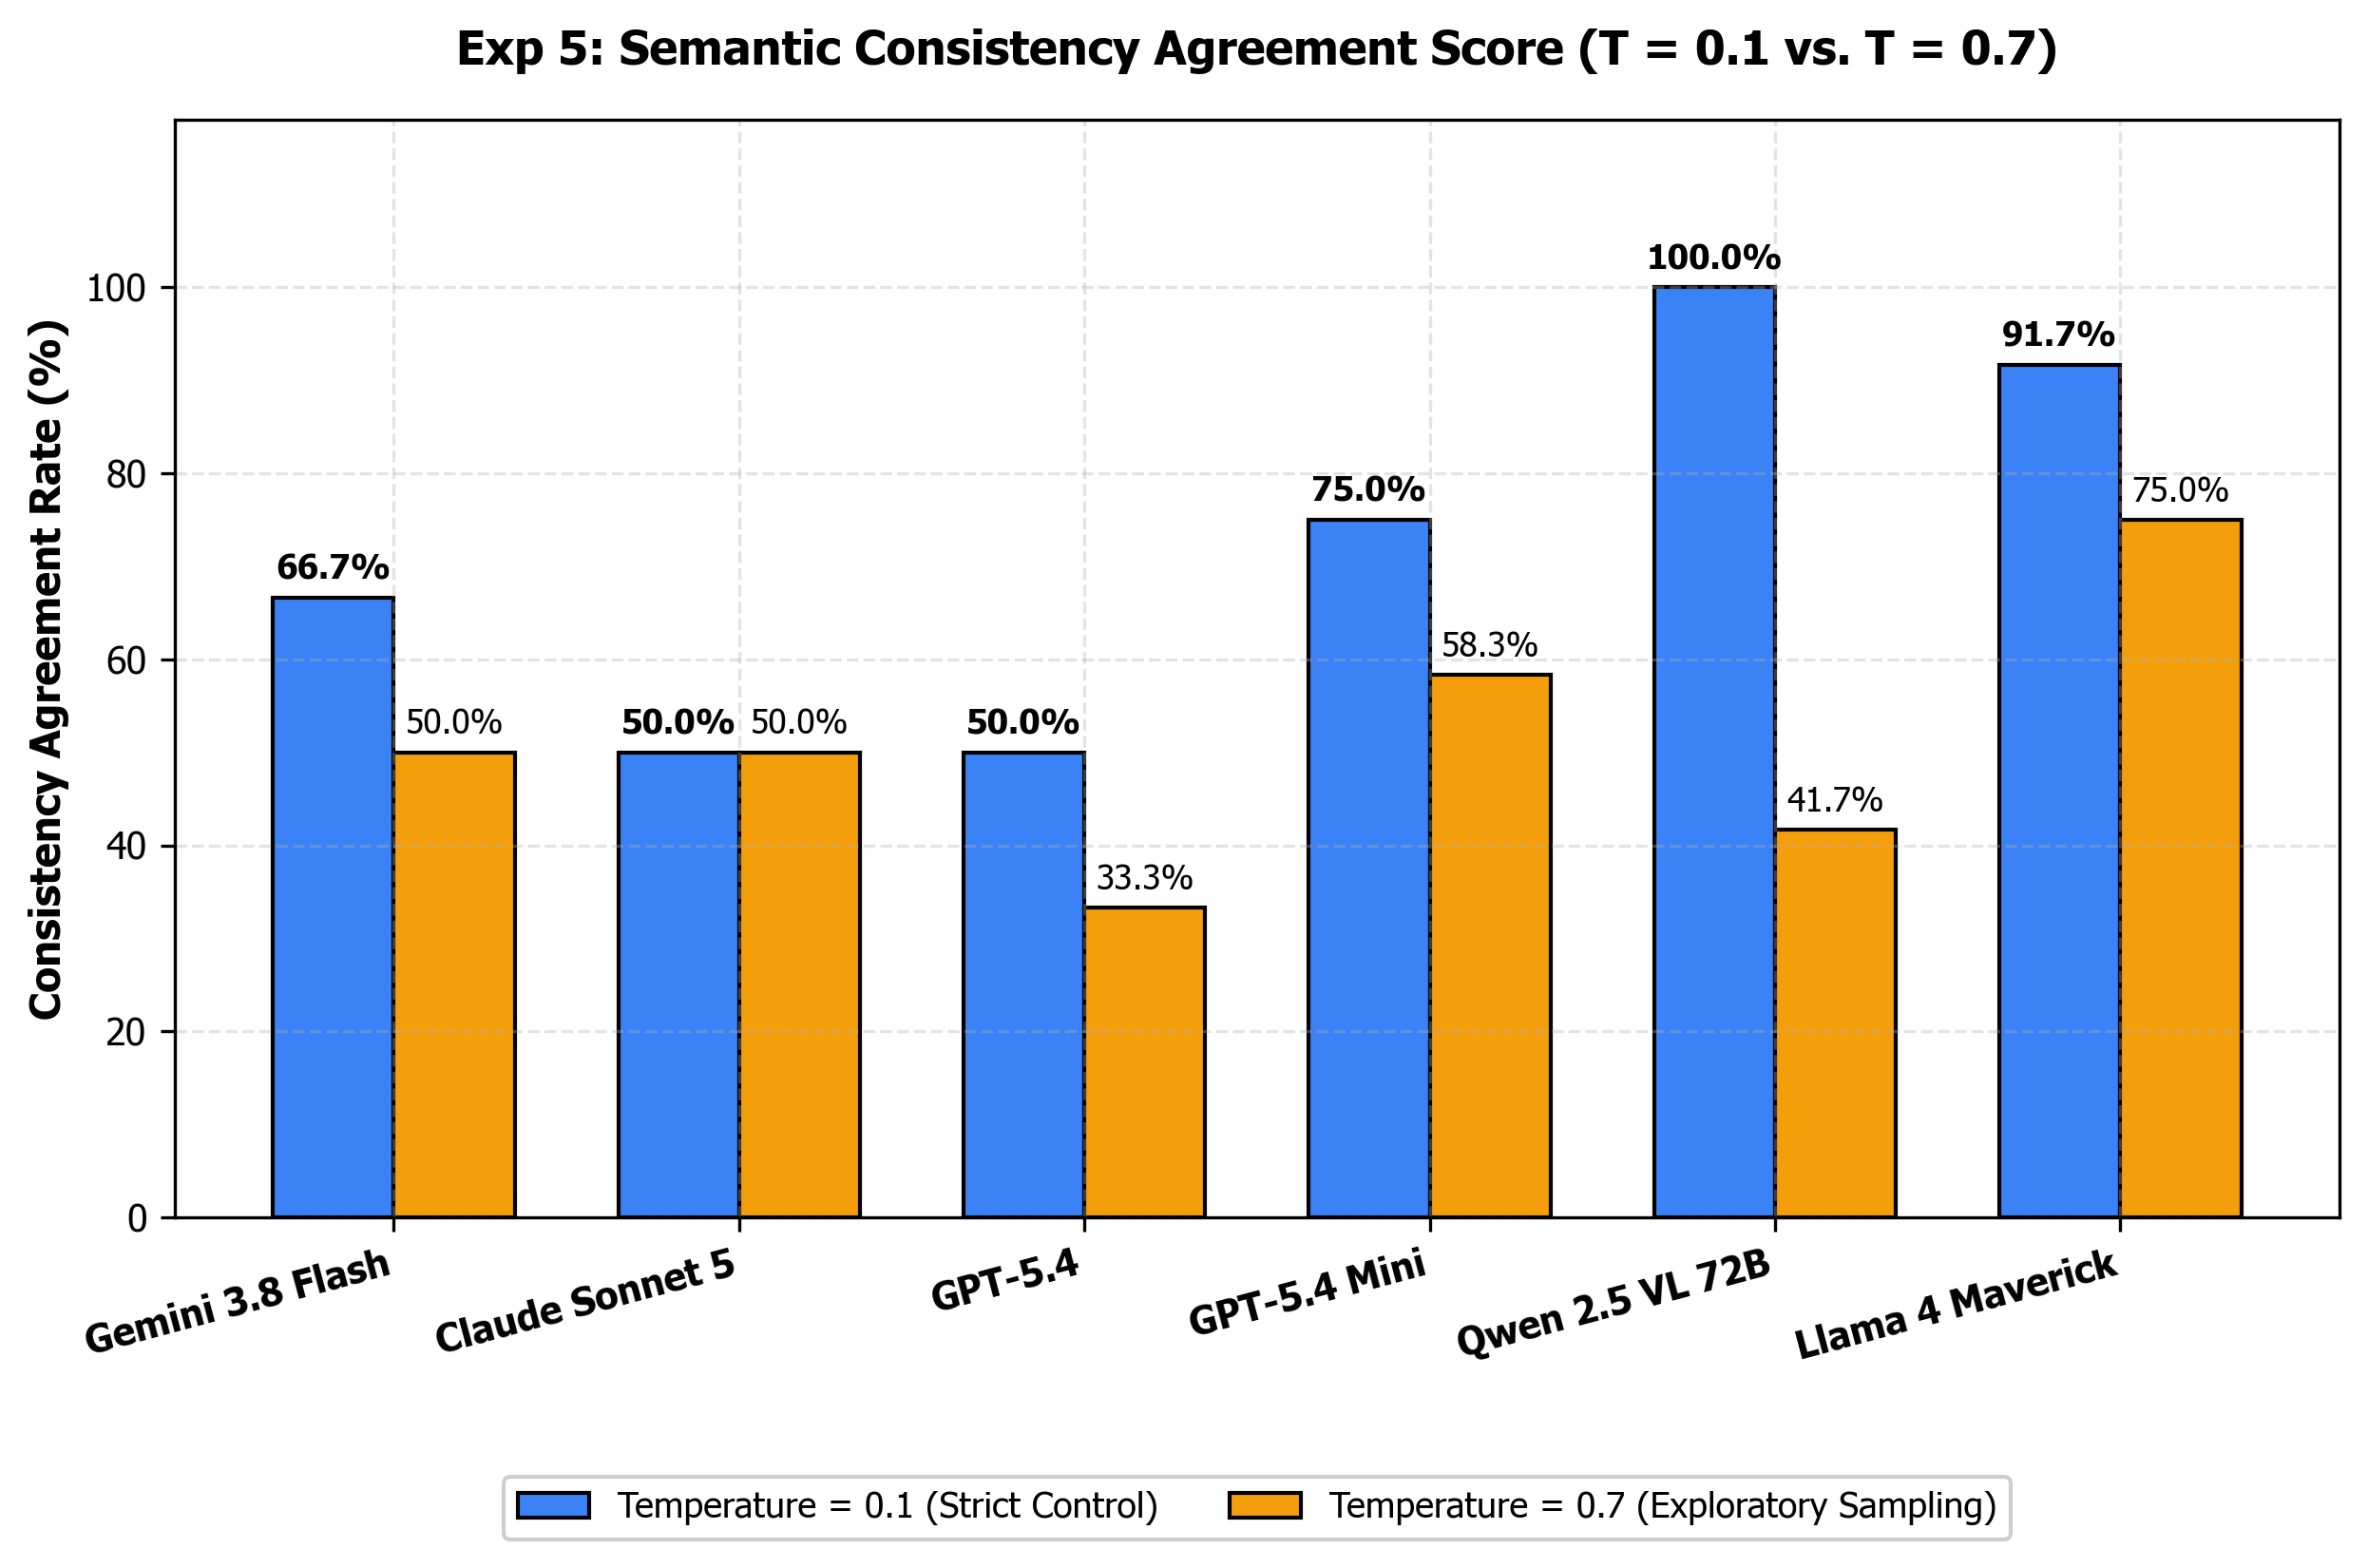 Exp 5: Semantic Consistency Agreement Score (T = 0.1 vs. T = 0.7)
Consistency Agreement Rate (%)
100
80
60
40
20
0
66.7%
50.0%
50.0%
50.0%
50.0%
33.3%
75.0%
58.3%
100.0%
41.7%
91.7%
75.0%
Gemini 3.8 Flash
Claude Sonnet 5
GPT-5.4
GPT-5.4 Mini
Qwen 2.5 VL 72B
Llama 4 Maverick
Temperature = 0.1 (Strict Control)
Temperature = 0.7 (Exploratory Sampling)